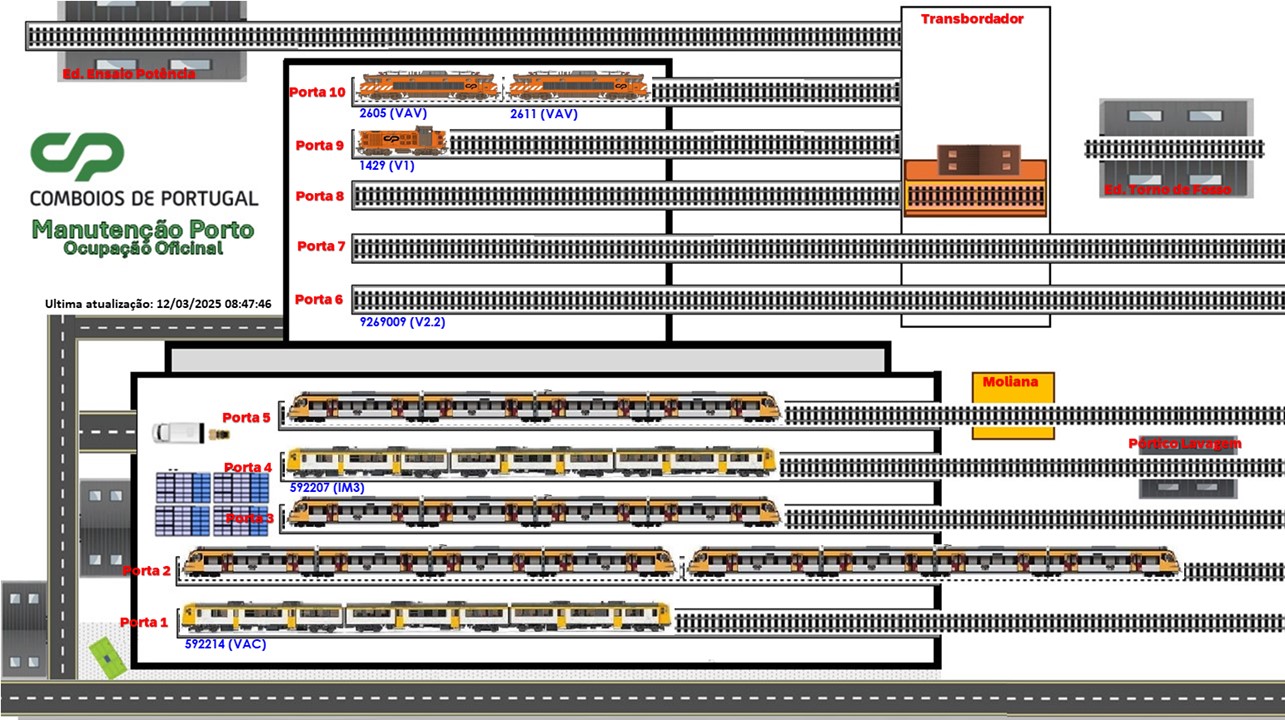 Transbordador
Ed. Ensaio Potência
Porta 10
2605 (VAV)
2611 (VAV)
CP
COMBOIOS DE PORTUGAL
Manutenção Porto
Ocupação Oficinal
Porta 9
1429 (V1)
Porta 8
Ed. Torno de Fosso
Porta 7
Ultima atualização: 12/03/2025 08:47:46
Porta 6
9269009 (V2.2)
Porta 5
Moliana
Pórtico Lavagem
Porta 4
592207 (IM3)
Porta 3
Porta 2
Porta 1
592214 (VAC)